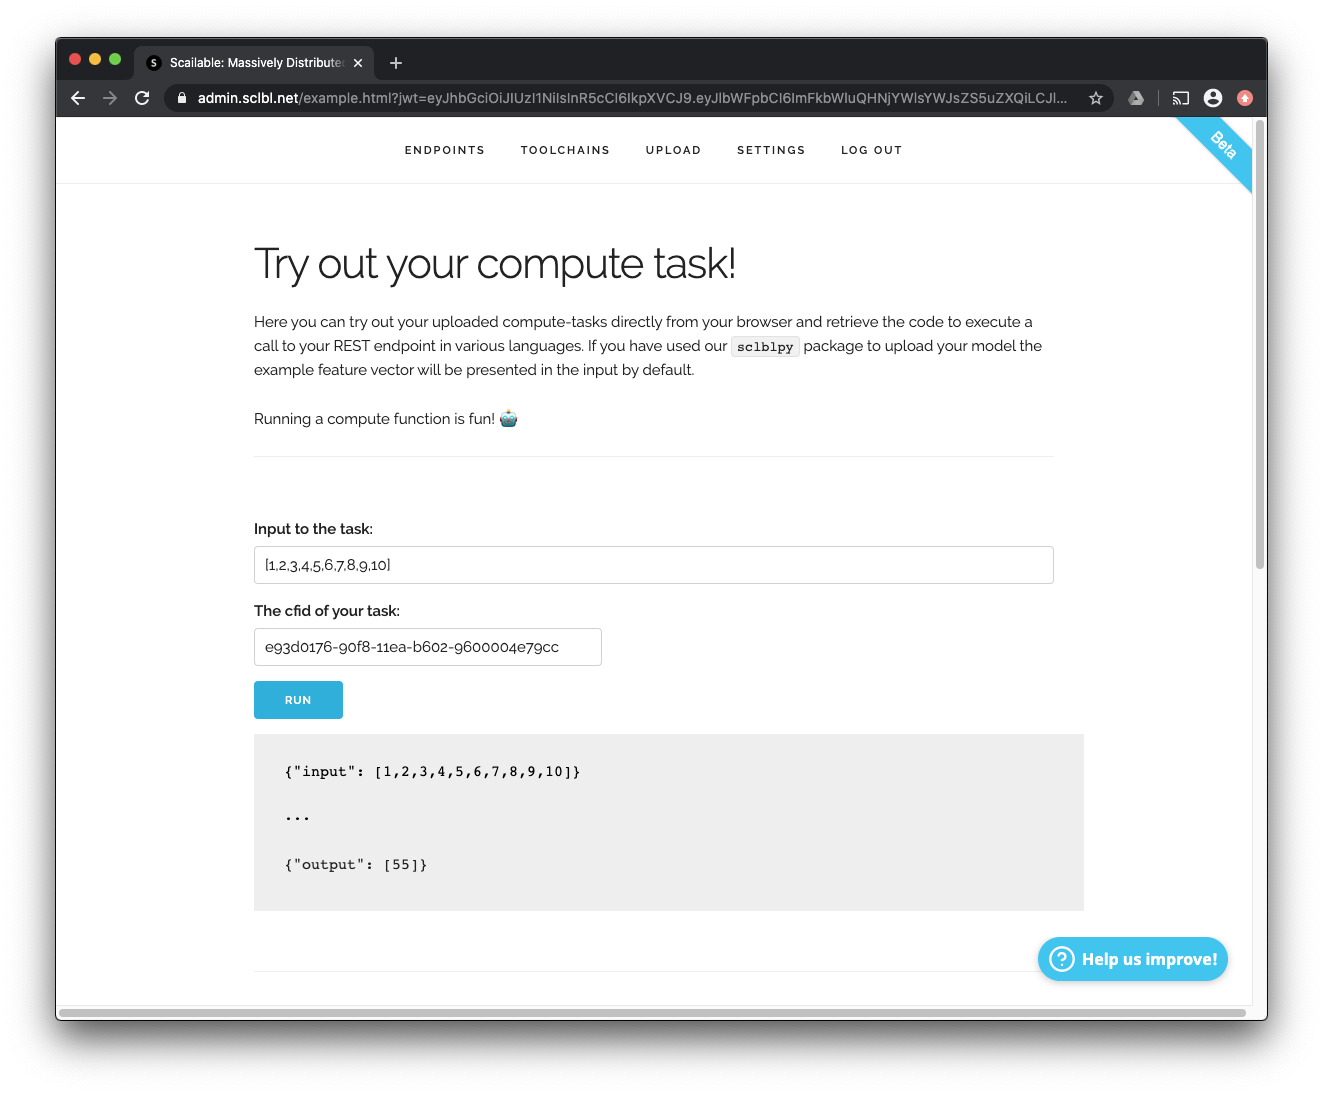 Scailable: Massively Distribute
admin.sclbl.net/example.html?jwt=eyJhbGciOiJIUzI1NiIsInR5cCI6IkpXVCJ9.eyJlbWFpbCI6ImFkbWluQHNjYWlsYWJsZS5uZXQiLCJl...
ENDPOINTS TOOLCHAINS UPLOAD SETTINGS LOG OUT
Beta
Try out your compute task!
Here you can try out your uploaded compute-tasks directly from your browser and retrieve the code to execute a
call to your REST endpoint in various languages. If you have used our sclblpy package to upload your model the
example feature vector will be presented in the input by default.
Running a compute function is fun! 🤖
Input to the task:
[1,2,3,4,5,6,7,8,9,10]
The cfid of your task:
e93d0176-90f8-11ea-b602-9600004e79cc
RUN
{"input": [1,2,3,4,5,6,7,8,9,10]}
...
{"output": [55]}
Help us improve!